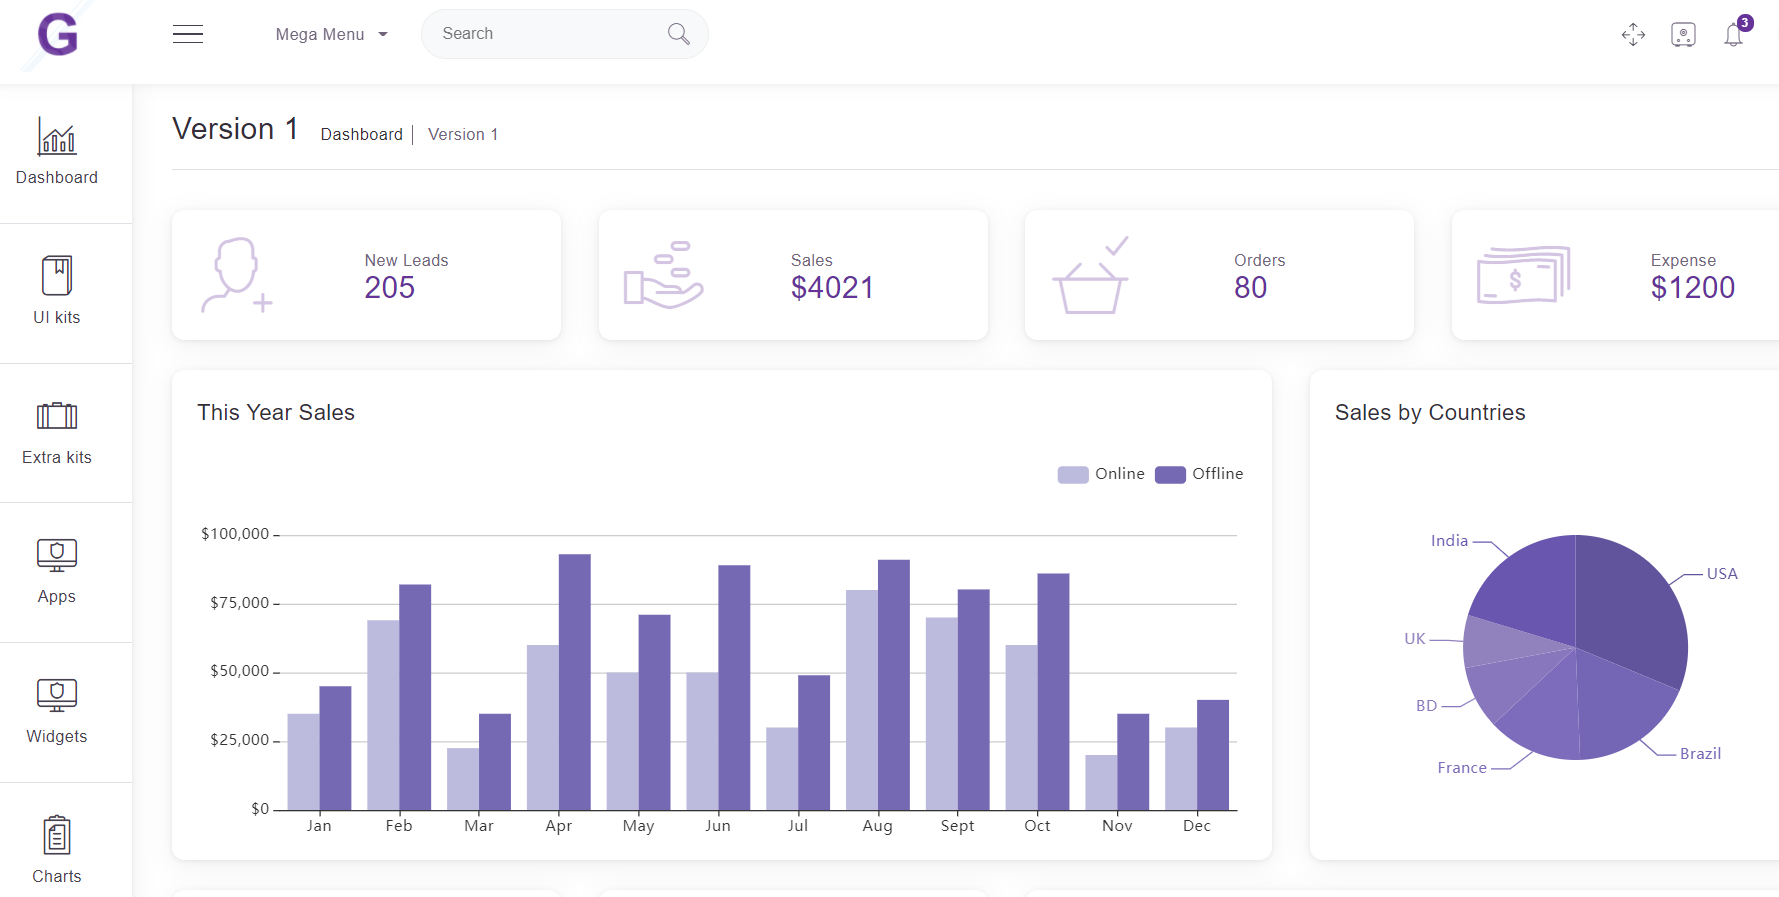 G
Mega Menu
Search
3
Version 1
Dashboard
Version 1
Dashboard
UI kits
Extra kits
Apps
Widgets
Charts
New Leads
205
Sales
$4021
Orders
80
$
Expense
$1200
This Year Sales
Online
Offline
$100,000
$75,000
$50,000
$25,000
$0
Jan Feb Mar Apr May Jun Jul Aug Sept Oct Nov Dec
Sales by Countries
India
USA
UK
BD
France
Brazil